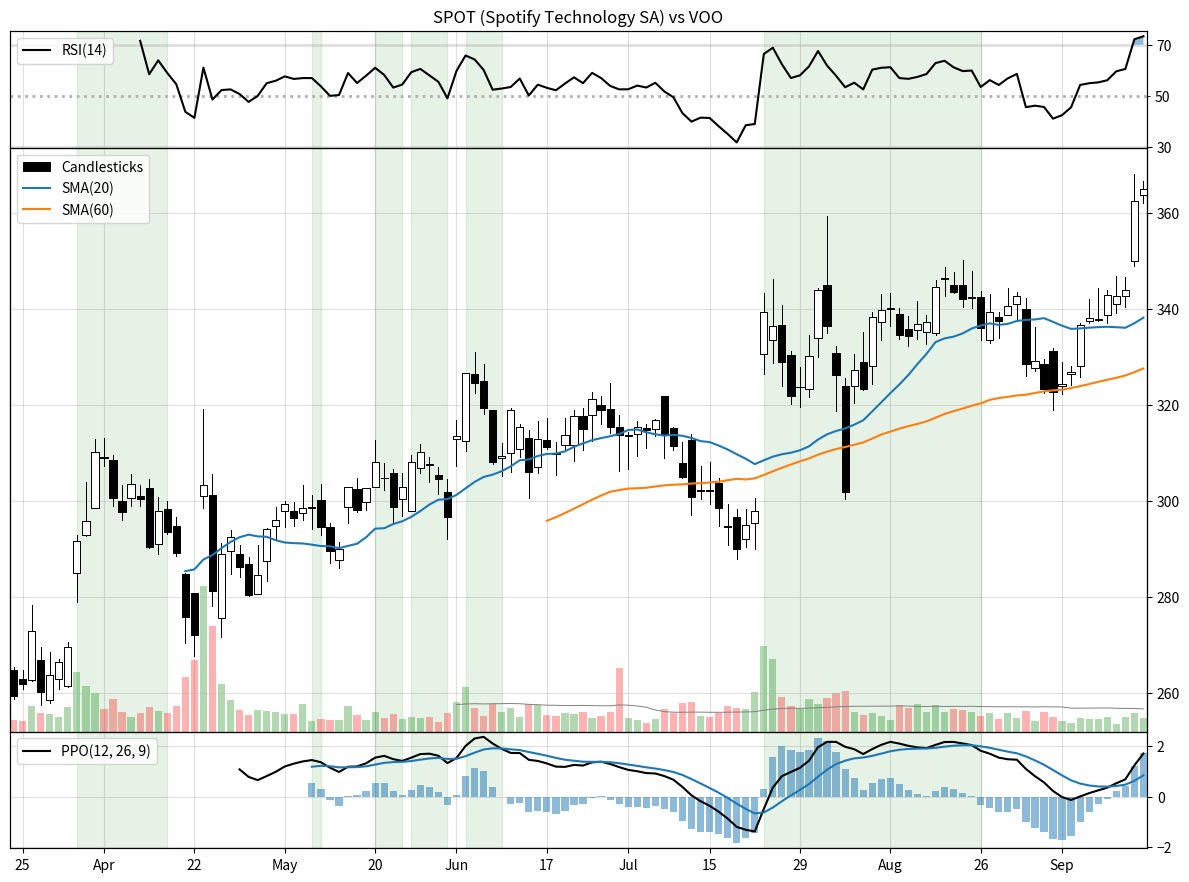 SPOT (Spotify Technology SA) vs VOO
RSI(14)
70
50
30
Candlesticks
SMA(20)
SMA(60)
360
340
320
300
280
260
PPO(12, 26, 9)
2
0
−2
25 Apr 22 May 20 Jun 17 Jul 15 29 Aug 26 Sep